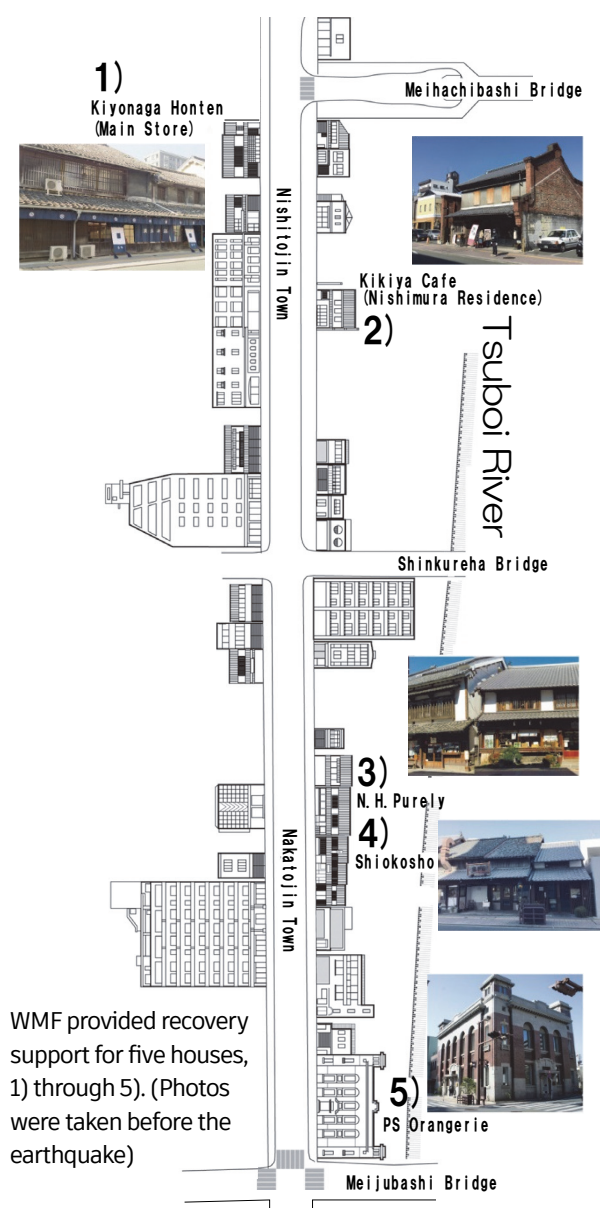 1)
Kiyonaga Honten
(Main Store)
Meihachibashi Bridge
Nishitojin Town
Kikiya Cafe
(Nishimura Residence)
2)
Tsuboi River
Shinkureha Bridge
3)
N.H.Purely
4)
Shiokosho
Nakatojin Town
WMF provided recovery
support for five houses,
1) through 5). (Photos
were taken before the
earthquake)
5)
PS Orangerie
Meijubashi Bridge